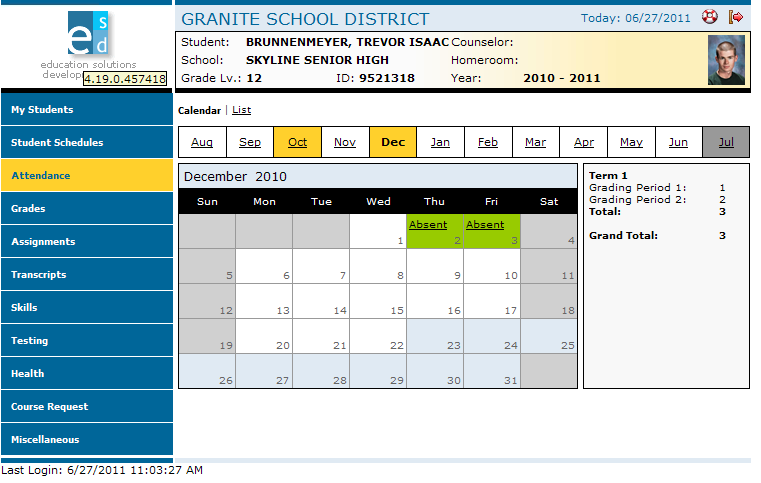 GRANITE SCHOOL DISTRICT
Today: 06/27/2011
es
d
education solutions
develop
4.19.0.457418
Student: BRUNNENMEYER, TREVOR ISAAC Counselor:
School: SKYLINE SENIOR HIGH Homeroom:
Grade Lv.: 12 ID: 9521318 Year: 2010 - 2011
My Students
Student Schedules
Attendance
Grades
Assignments
Transcripts
Skills
Testing
Health
Course Request
Miscellaneous
Calendar | List
Aug Sep Oct Nov Dec Jan Feb Mar Apr May Jun Jul
December 2010
Sun Mon Tue Wed Thu Fri Sat
Absent Absent
1 2 3 4
5 6 7 8 9 10 11
12 13 14 15 16 17 18
19 20 21 22 23 24 25
26 27 28 29 30 31
Term 1
Grading Period 1: 1
Grading Period 2: 2
Total: 3
Grand Total: 3
Last Login: 6/27/2011 11:03:27 AM